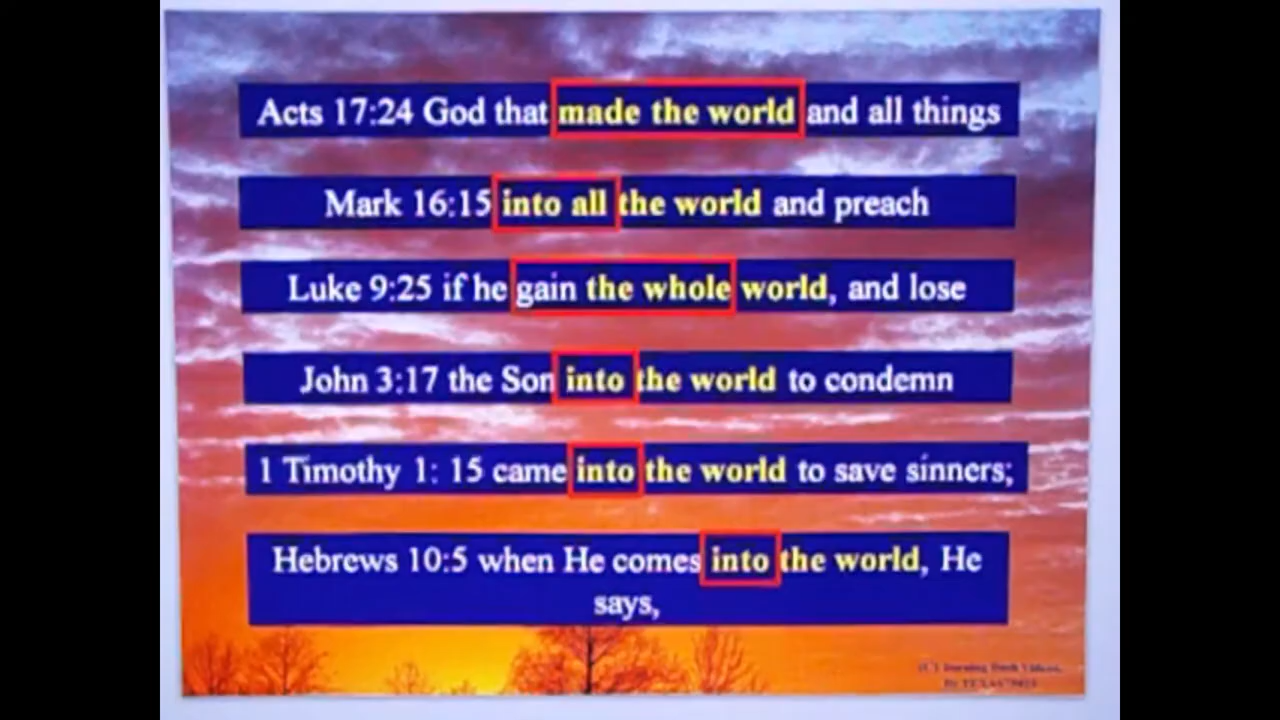 Acts 17:24 God that made the world and all things
Mark 16:15 into all the world and preach
Luke 9:25 if he gain the whole world, and lose
John 3:17 the Son into the world to condemn
1 Timothy 1: 15 came into the world to save sinners;
Hebrews 10:5 when He comes into the world, He
says,
(C) Burning Bush Videos,